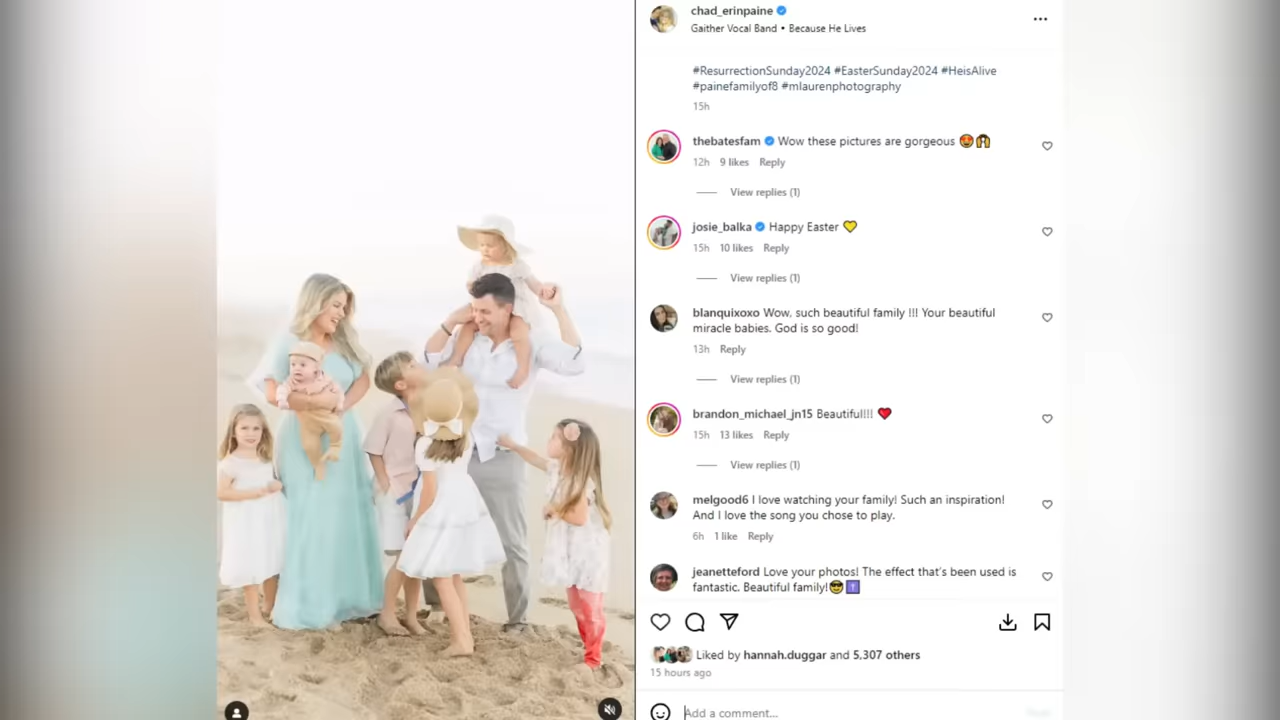 chad_erinpaine
Gaither Vocal Band • Because He Lives
#ResurrectionSunday2024 #EasterSunday2024 #HeisAlive
#painefamilyof8 #mlaurenphotography
15h
thebatesfam Wow these pictures are gorgeous 😍🙌
12h 9 likes Reply
View replies (1)
josie_balka Happy Easter 💛
15h 10 likes Reply
View replies (1)
blanquixoxo Wow, such beautiful family !!! Your beautiful
miracle babies. God is so good!
13h Reply
View replies (1)
brandon_michael_jn15 Beautiful!!! ❤️
15h 13 likes Reply
View replies (1)
melgood6 I love watching your family! Such an inspiration!
And I love the song you chose to play.
6h 1 like Reply
jeanetteford Love your photos! The effect that's been used is
fantastic. Beautiful family!😎✝️
Liked by hannah.duggar and 5,307 others
15 hours ago
Add a comment...